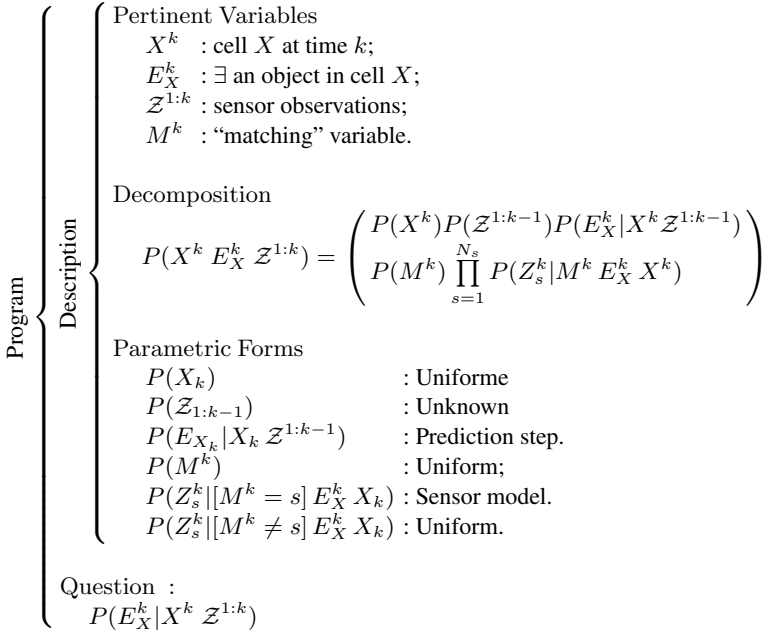 Program
Description
Pertinent Variables
X^k : cell X at time k;
E_X^k : ∃ an object in cell X;
𝒵^{1:k} : sensor observations;
M^k : “matching” variable.
Decomposition
P(X^k E_X^k 𝒵^{1:k}) = ( P(X^k)P(𝒵^{1:k−1})P(E_X^k|X^k 𝒵^{1:k−1})
P(M^k) ∏_{s=1}^{N_s} P(Z_s^k|M^k E_X^k X^k) )
Parametric Forms
P(X_k) : Uniforme
P(𝒵_{1:k−1}) : Unknown
P(E_{X_k}|X_k 𝒵^{1:k−1}) : Prediction step.
P(M^k) : Uniform;
P(Z_s^k|[M^k = s] E_X^k X_k) : Sensor model.
P(Z_s^k|[M^k ≠ s] E_X^k X_k) : Uniform.
Question :
P(E_X^k|X^k 𝒵^{1:k})